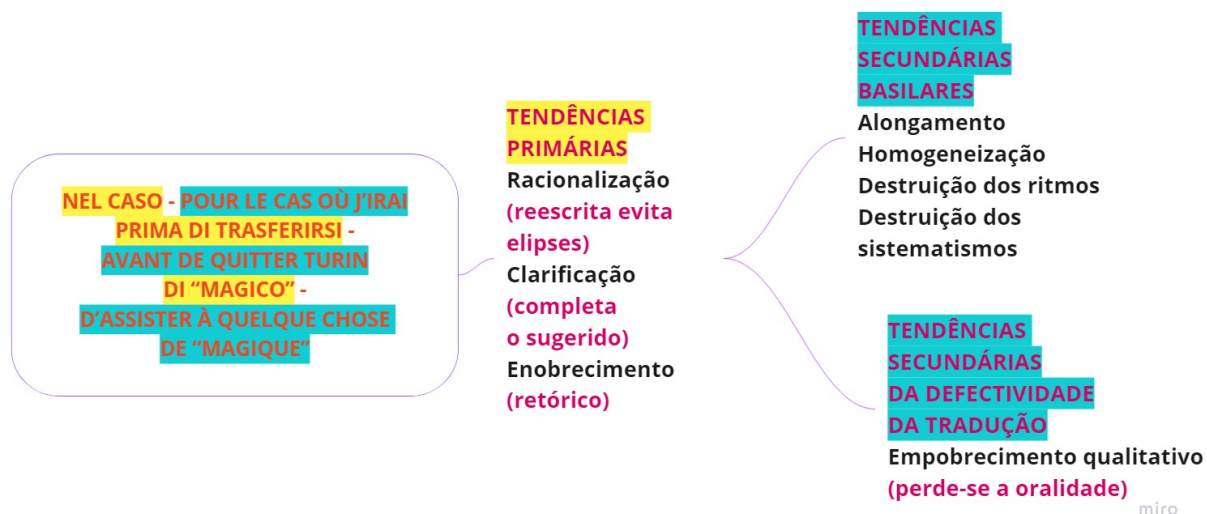 NEL CASO - POUR LE CAS OÙ J'IRAI
PRIMA DI TRASFERIRSI -
AVANT DE QUITTER TURIN
DI “MAGICO” -
D'ASSISTER À QUELQUE CHOSE
DE “MAGIQUE”
TENDÊNCIAS
PRIMÁRIAS
Racionalização
(reescrita evita
elipses)
Clarificação
(completa
o sugerido)
Enobrecimento
(retórico)
TENDÊNCIAS
SECUNDÁRIAS
BASILARES
Alongamento
Homogeneização
Destruição dos ritmos
Destruição dos
sistematismos
TENDÊNCIAS
SECUNDÁRIAS
DA DEFECTIVIDADE
DA TRADUÇÃO
Empobrecimento qualitativo
(perde-se a oralidade)
miro